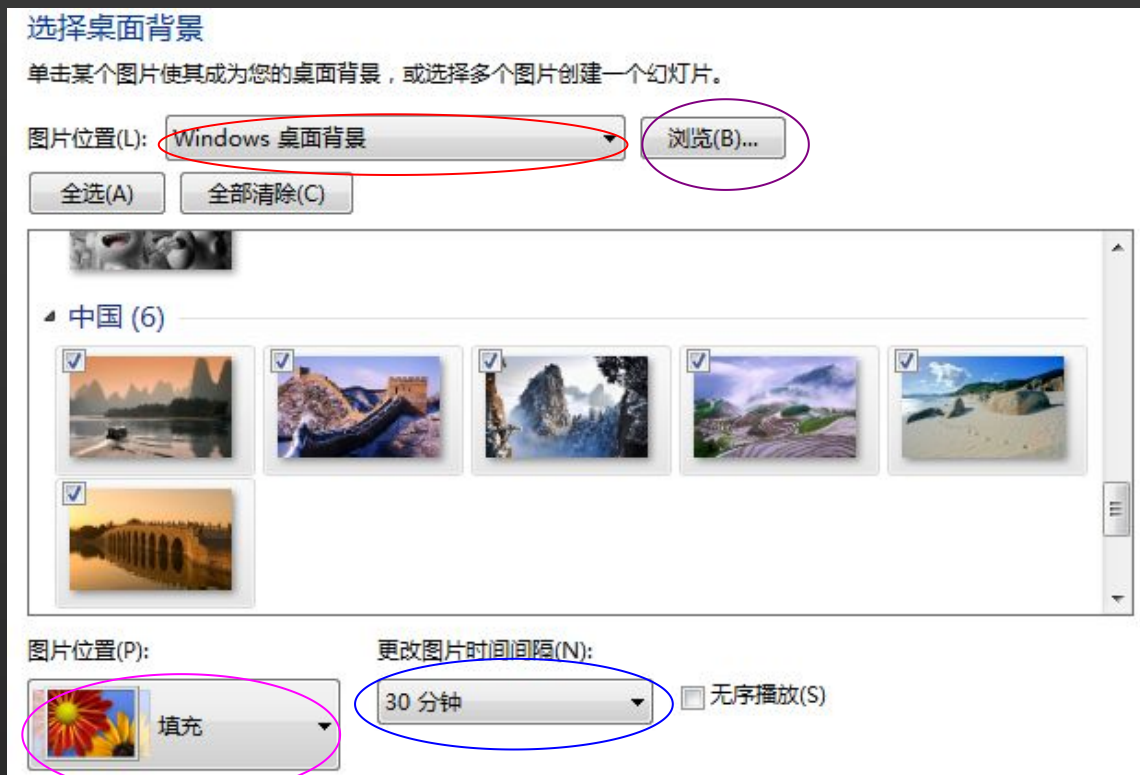 选择桌面背景
单击某个图片使其成为您的桌面背景，或选择多个图片创建一个幻灯片。
图片位置(L): Windows 桌面背景 浏览(B)...
全选(A) 全部清除(C)
中国 (6)
图片位置(P): 更改图片时间间隔(N):
填充 30 分钟 无序播放(S)